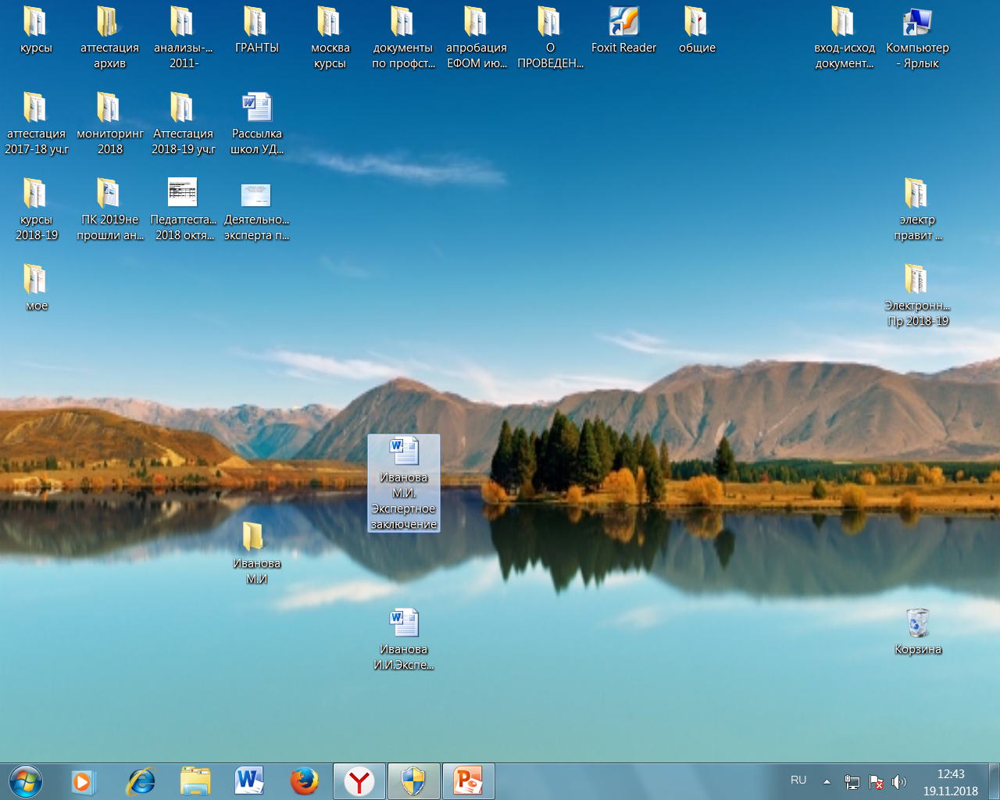 курсы
аттестация
архив
анализы-...
2011-
ГРАНТЫ
москва
курсы
документы
по профст...
апробация
ЕФОМ ию...
О
ПРОВЕДЕН...
Foxit Reader
общие
вход-исход
документ...
Компьютер
- Ярлык
аттестация
2017-18 уч.г
мониторинг
2018
Аттестация
2018-19 уч.г
Рассылка
школ УД...
курсы
2018-19
ПК 2019не
прошли ан...
Педаттеста...
2018 октя...
Деятельно...
эксперта п...
электр
правит ...
мое
Электронн...
Пр 2018-19
Иванова
М.И.
Экспертное
заключение
Иванова
М.И
Иванова
И.И.Экспе...
Корзина
RU
12:43
19.11.2018